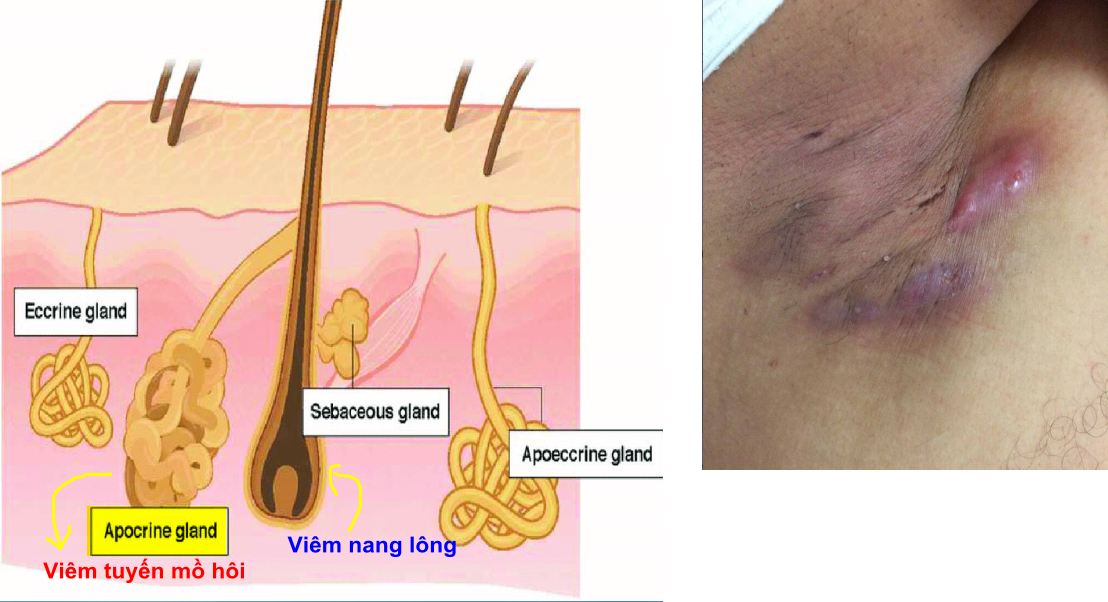 Eccrine gland
Sebaceous gland
Apoeccrine gland
Apocrine gland
Viêm nang lông
Viêm tuyến mồ hôi